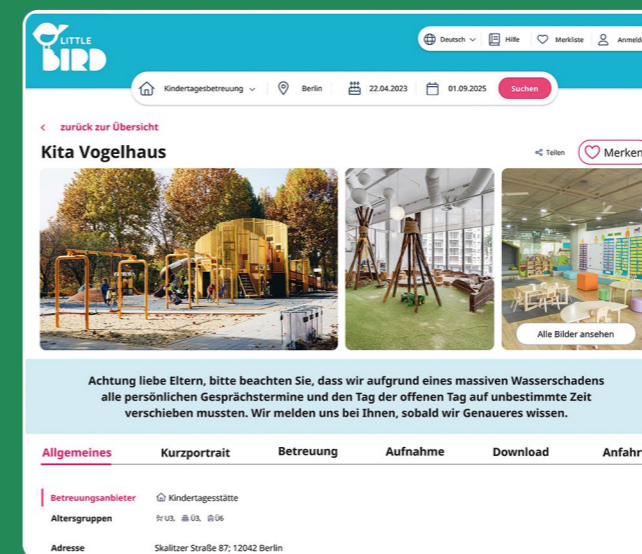 LITTLE
BIRD
Deutsch
Hilfe
Merkliste
Kindertagesbetreuung
Berlin
22.04.2023
01.09.2025
Suchen
zurück zur Übersicht
Kita Vogelhaus
Teilen
Merken
Alle Bilder ansehen
Achtung liebe Eltern, bitte beachten Sie, dass wir aufgrund eines massiven Wasserschadens
alle persönlichen Gesprächstermine und den Tag der offenen Tag auf unbestimmte Zeit
verschieben mussten. Wir melden uns bei Ihnen, sobald wir Genaueres wissen.
Allgemeines
Kurzportrait
Betreuung
Aufnahme
Download
Anfahr
Betreuungsanbieter Kindertagesstätte
Altersgruppen U3, Ü3, Ü6
Adresse Skalitzer Straße 87; 12042 Berlin